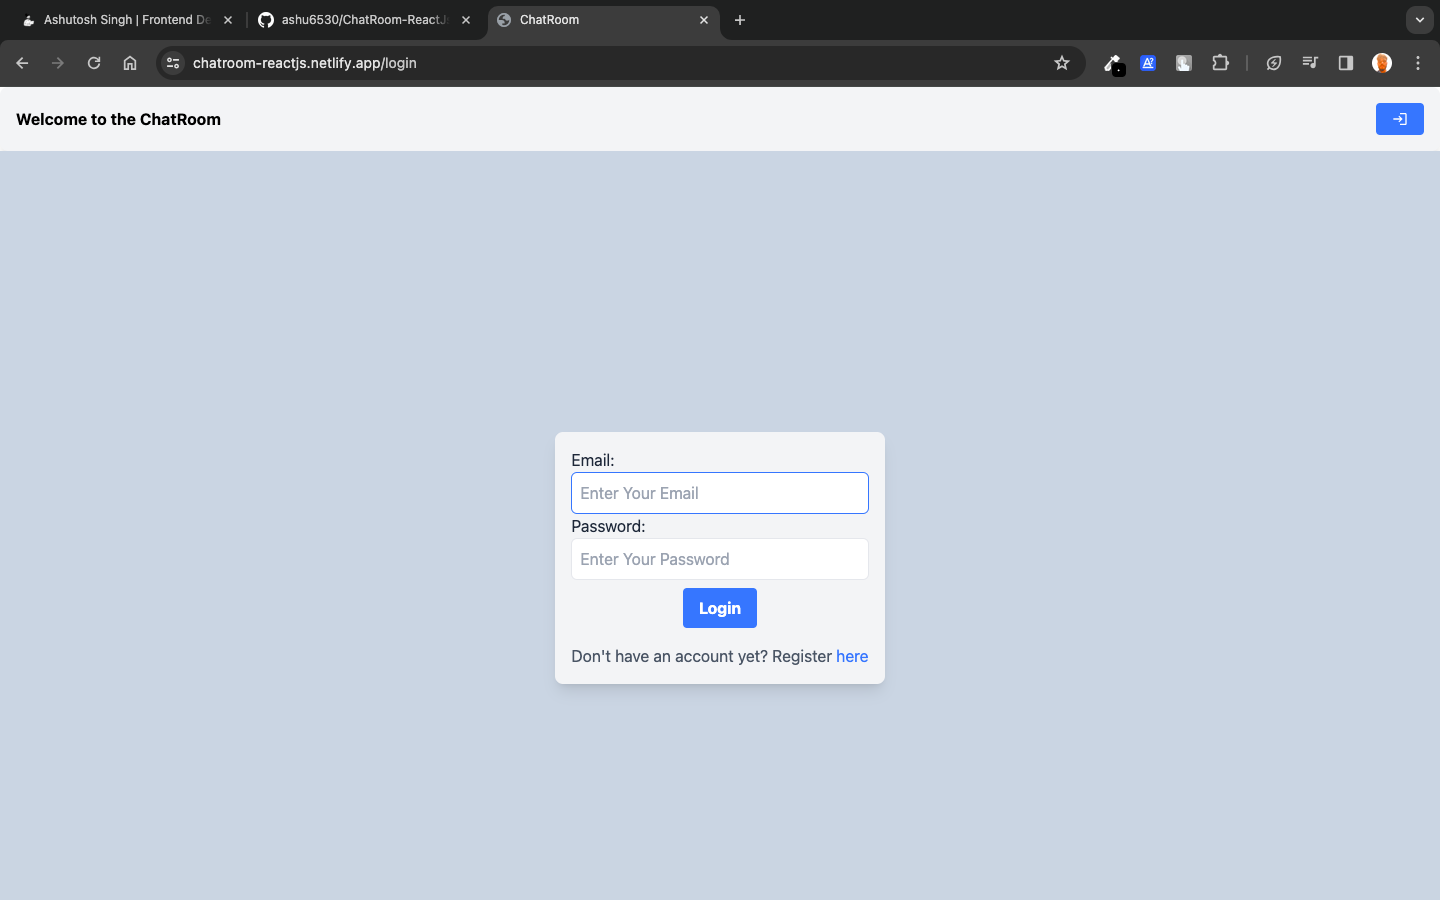 Ashutosh Singh | Frontend De
ashu6530/ChatRoom-ReactJs
ChatRoom
chatroom-reactjs.netlify.app/login
Welcome to the ChatRoom
Email:
Enter Your Email
Password:
Enter Your Password
Login
Don't have an account yet? Register here